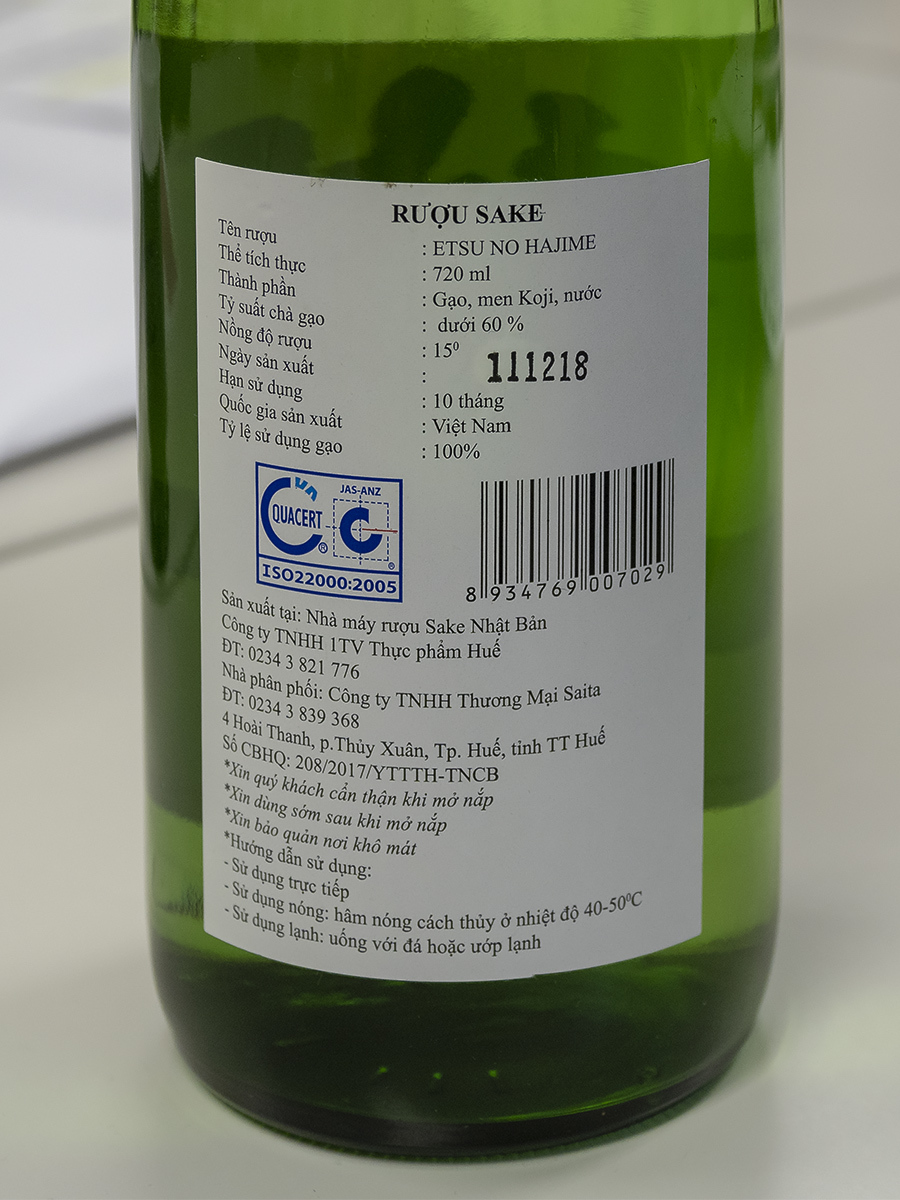 RƯỢU SAKE
Tên rượu : ETSU NO HAJIME
Thể tích thực : 720 ml
Thành phần : Gạo, men Koji, nước
Tỷ suất chà gạo : dưới 60 %
Nồng độ rượu : 15⁰
Ngày sản xuất : 111218
Hạn sử dụng : 10 tháng
Quốc gia sản xuất : Việt Nam
Tỷ lệ sử dụng gạo : 100%
JAS-ANZ
QUACERT ®
®
ISO22000:2005
8 934769 007029
Sản xuất tại: Nhà máy rượu Sake Nhật Bản
Công ty TNHH 1TV Thực phẩm Huế
ĐT: 0234 3 821 776
Nhà phân phối: Công ty TNHH Thương Mại Saita
ĐT: 0234 3 839 368
4 Hoài Thanh, p.Thủy Xuân, Tp. Huế, tỉnh TT Huế
Số CBHQ: 208/2017/YTTTH-TNCB
*Xin quý khách cẩn thận khi mở nắp
*Xin dùng sớm sau khi mở nắp
*Xin bảo quản nơi khô mát
*Hướng dẫn sử dụng:
- Sử dụng trực tiếp
- Sử dụng nóng: hâm nóng cách thủy ở nhiệt độ 40-50⁰C
- Sử dụng lạnh: uống với đá hoặc ướp lạnh